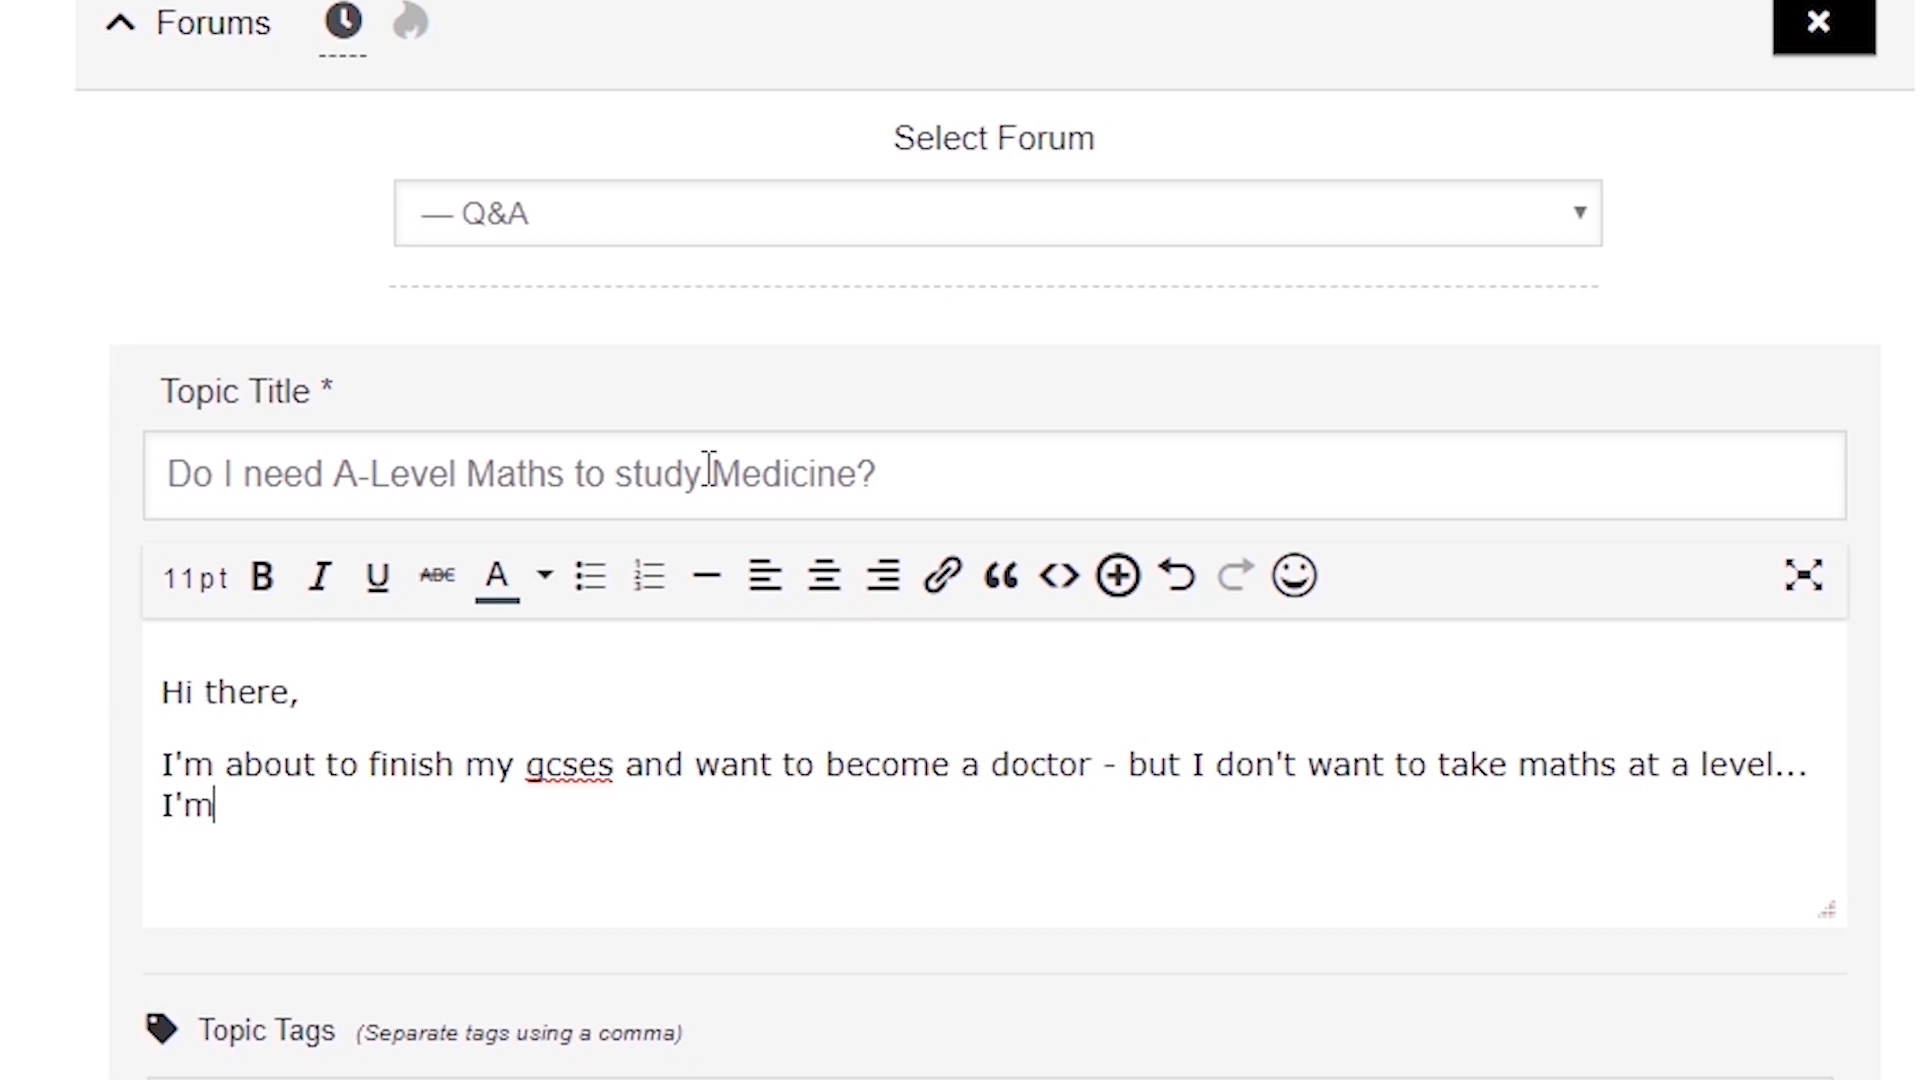 Forums
Select Forum
— Q&A
Topic Title *
Do I need A-Level Maths to study Medicine?
11pt B I U ABC A
Hi there,
I'm about to finish my gcses and want to become a doctor - but I don't want to take maths at a level...
I'm
Topic Tags (Separate tags using a comma)